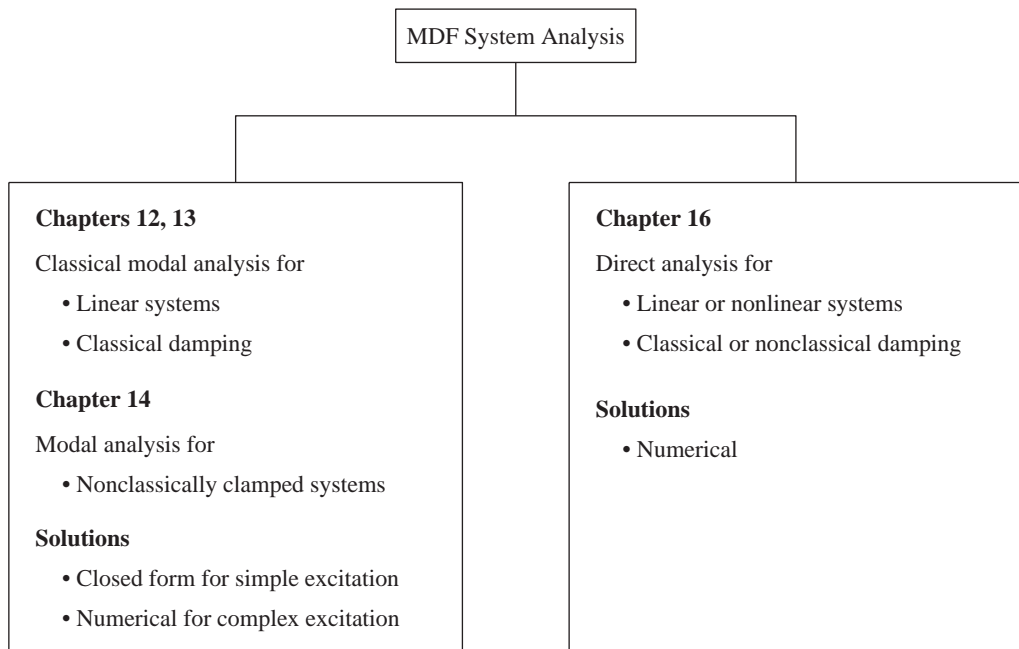 MDF System Analysis
Chapters 12, 13
Classical modal analysis for
• Linear systems
• Classical damping
Chapter 14
Modal analysis for
• Nonclassically clamped systems
Solutions
• Closed form for simple excitation
• Numerical for complex excitation
Chapter 16
Direct analysis for
• Linear or nonlinear systems
• Classical or nonclassical damping
Solutions
• Numerical